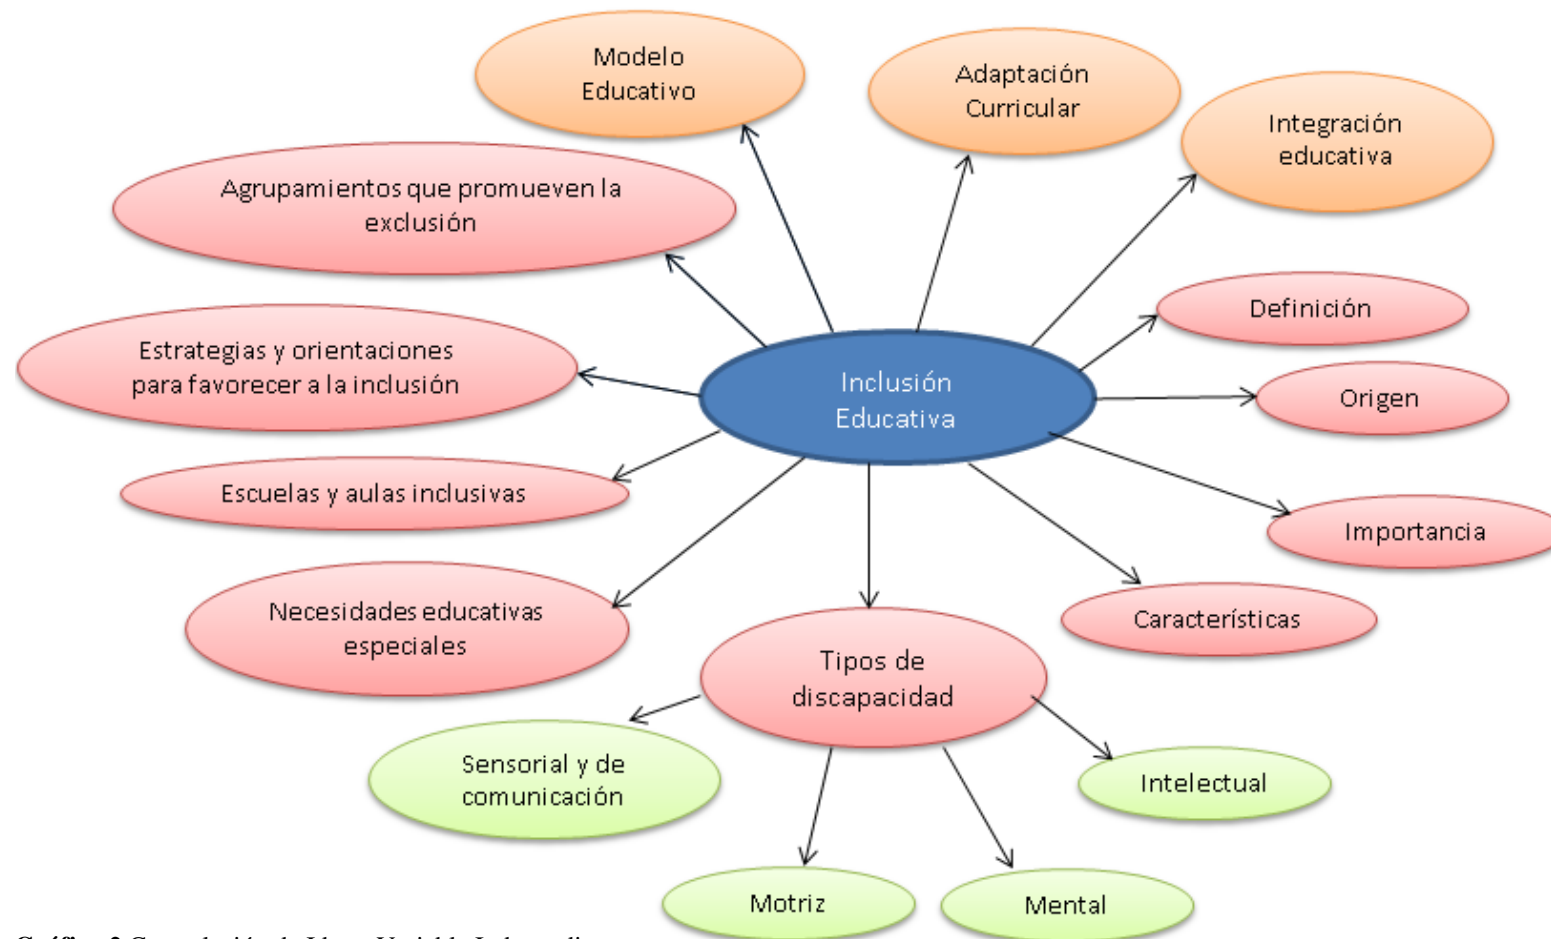 Modelo
Educativo
Adaptación
Curricular
Integración
educativa
Agrupamientos que promueven la
exclusión
Definición
Estrategias y orientaciones
para favorecer a la inclusión
Inclusión
Educativa
Origen
Escuelas y aulas inclusivas
Importancia
Necesidades educativas
especiales
Características
Tipos de
discapacidad
Sensorial y de
comunicación
Intelectual
Motriz
Mental